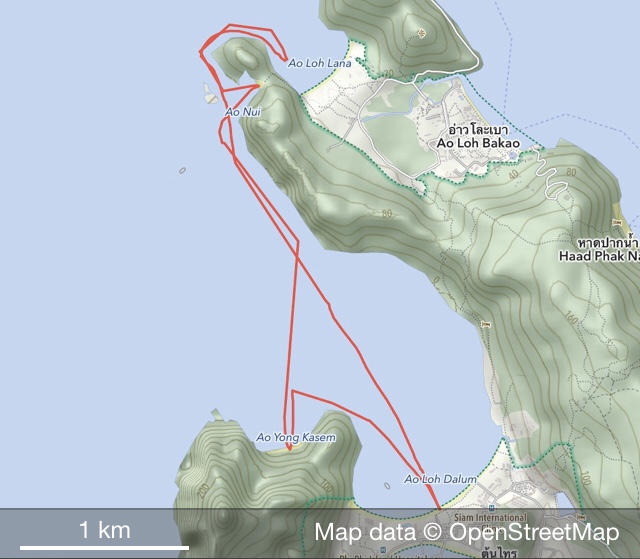 Ao Loh Lana
70
Ao Nui
อ่าวโละเบา
Ao Loh Bakao
40
80
80
หาดปากน้ำ
Haad Phak Na
160
Ao Yong Kasem
200
100
100
Ao Loh Dalum
Siam International
ต้นไทร
1 km
Map data © OpenStreetMap